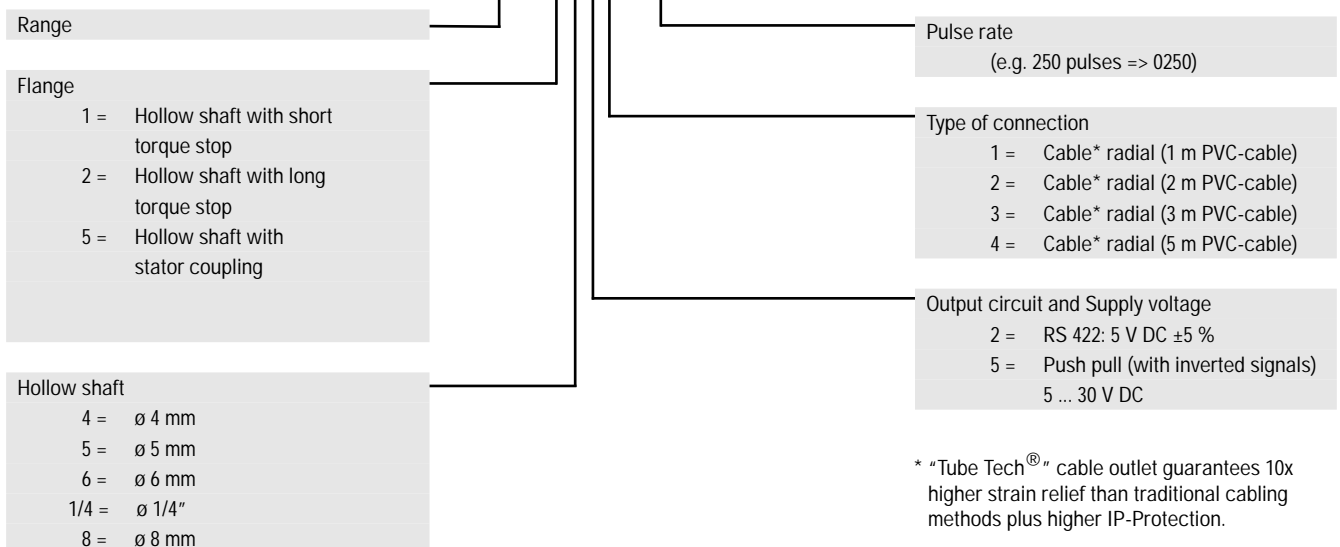 Range
Flange
1 = Hollow shaft with short
torque stop
2 = Hollow shaft with long
torque stop
5 = Hollow shaft with
stator coupling
Hollow shaft
4 = ø 4 mm
5 = ø 5 mm
6 = ø 6 mm
1/4 = ø 1/4"
8 = ø 8 mm
Pulse rate
(e.g. 250 pulses => 0250)
Type of connection
1 = Cable* radial (1 m PVC-cable)
2 = Cable* radial (2 m PVC-cable)
3 = Cable* radial (3 m PVC-cable)
4 = Cable* radial (5 m PVC-cable)
Output circuit and Supply voltage
2 = RS 422: 5 V DC ±5 %
5 = Push pull (with inverted signals)
5 ... 30 V DC
* "Tube Tech®" cable outlet guarantees 10x
higher strain relief than traditional cabling
methods plus higher IP-Protection.